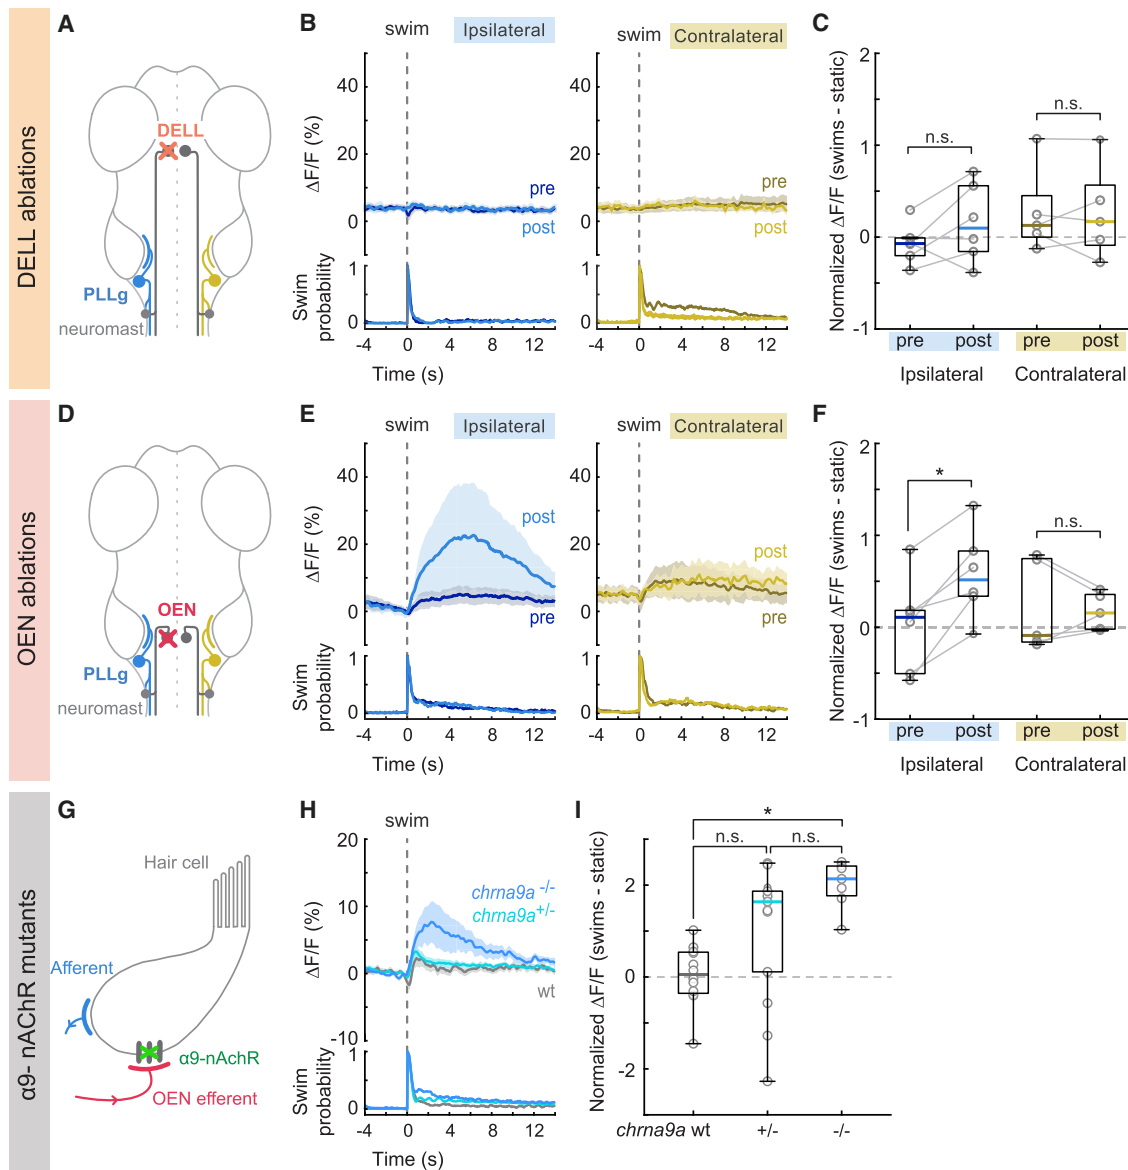 DELL ablations
A
DELL
PLLg
neuromast
B
swim
Ipsilateral
ΔF/F (%)
40
20
0
pre
post
Swim probability
1
0
-4 0 4 8 12
Time (s)
swim
Contralateral
40
20
0
pre
post
1
0
-4 0 4 8 12
Time (s)
C
Normalized ΔF/F (swims - static)
2
1
0
-1
n.s.
n.s.
pre post pre post
Ipsilateral Contralateral
OEN ablations
D
OEN
PLLg
neuromast
E
swim
Ipsilateral
ΔF/F (%)
40
20
0
post
pre
Swim probability
1
0
-4 0 4 8 12
Time (s)
swim
Contralateral
40
20
0
post
pre
1
0
-4 0 4 8 12
Time (s)
F
Normalized ΔF/F (swims - static)
2
1
0
-1
*
n.s.
pre post pre post
Ipsilateral Contralateral
α9- nAChR mutants
G
Hair cell
Afferent
α9-nAchR
OEN efferent
H
swim
ΔF/F (%)
20
10
0
-10
chrna9a -/-
chrna9a+/-
wt
Swim probability
1
0
-4 0 4 8 12
Time (s)
I
Normalized ΔF/F (swims - static)
2
0
-2
*
n.s.
n.s.
chrna9a wt +/- -/-